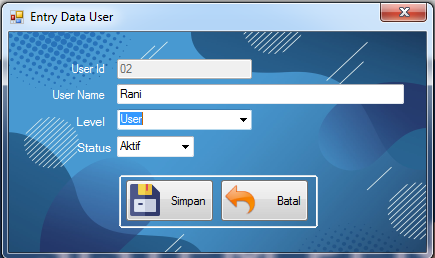 Entry Data User
User Id 02
User Name Rani
Level User
Status Aktif
Simpan Batal